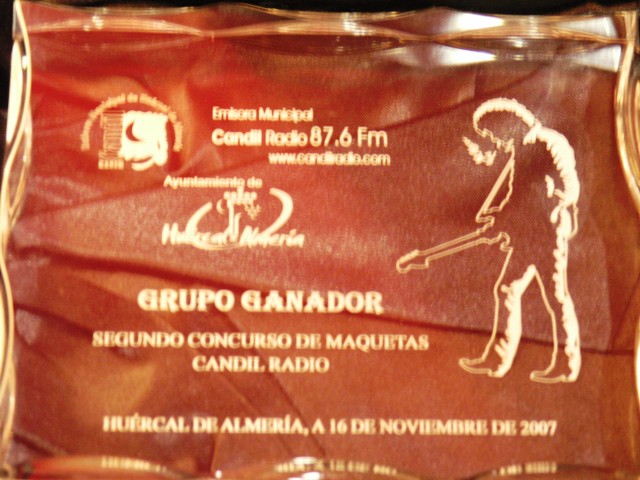 Emisora Municipal
Candil Radio 87.6 Fm
www.candilradio.com
Ayuntamiento de
Huércal de Almería
GRUPO GANADOR
SEGUNDO CONCURSO DE MAQUETAS
CANDIL RADIO
HUÉRCAL DE ALMERÍA, A 16 DE NOVIEMBRE DE 2007